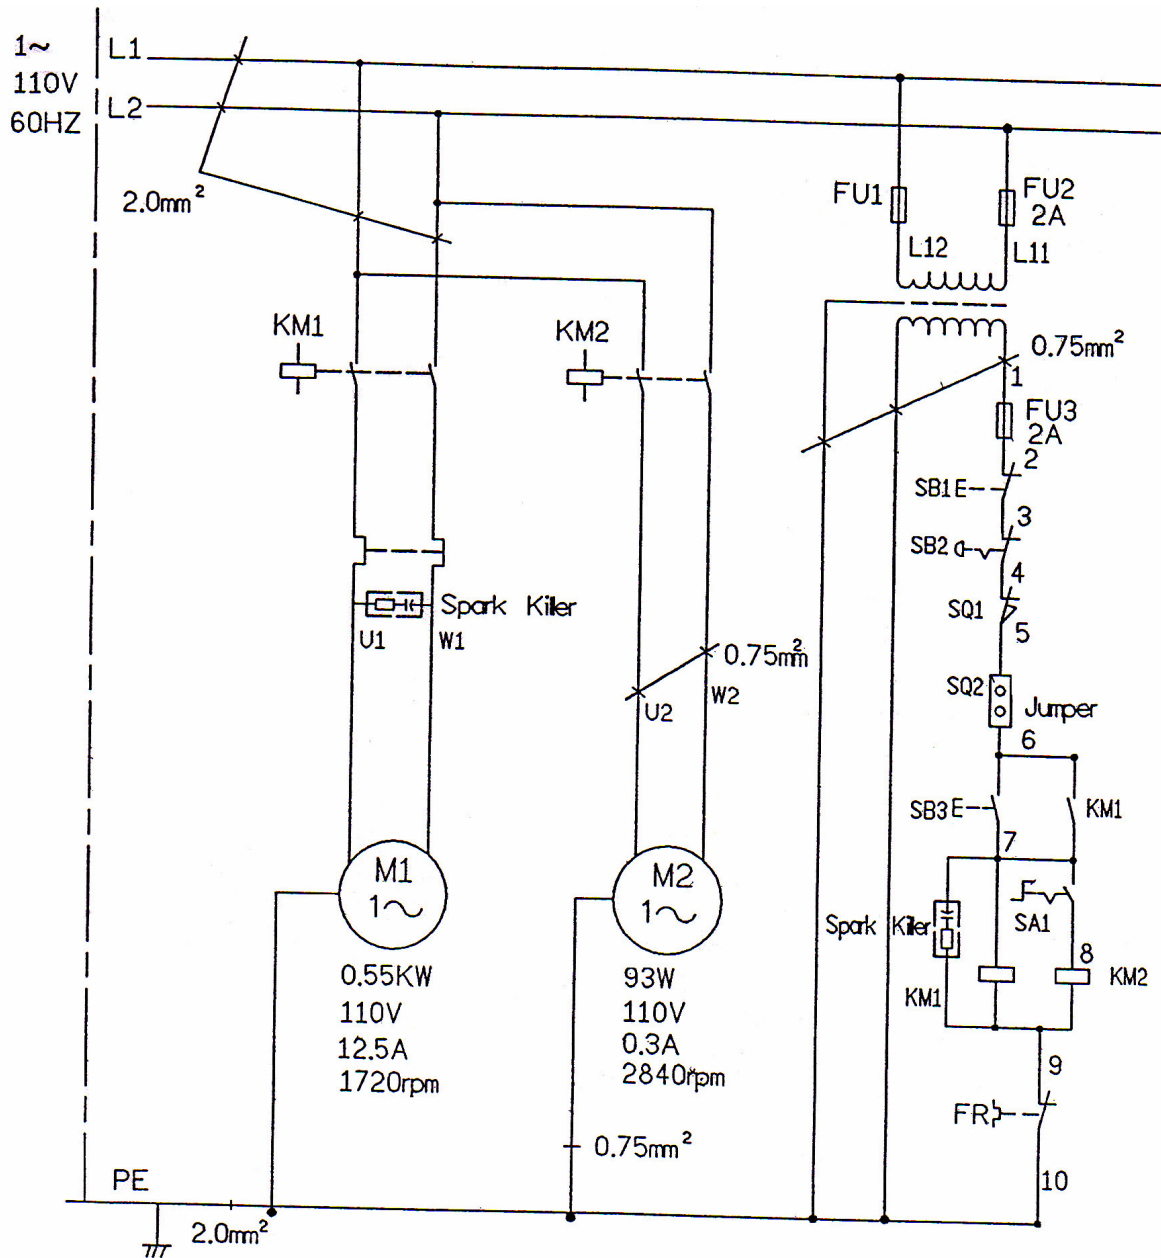 1~
110V
60HZ
L1
L2
2.0mm²
FU1
FU2
2A
L12
L11
KM1
KM2
0.75mm²
1
FU3
2A
2
SB1E
3
SB2
4
SQ1
5
Spark Killer
U1
W1
0.75mm²
U2
W2
SQ2
Jumper
6
SB3E
KM1
7
M1
1~
M2
1~
Spark Killer
SA1
8
KM1
KM2
0.55KW
110V
12.5A
1720rpm
93W
110V
0.3A
2840rpm
9
FR
0.75mm²
10
PE
2.0mm²